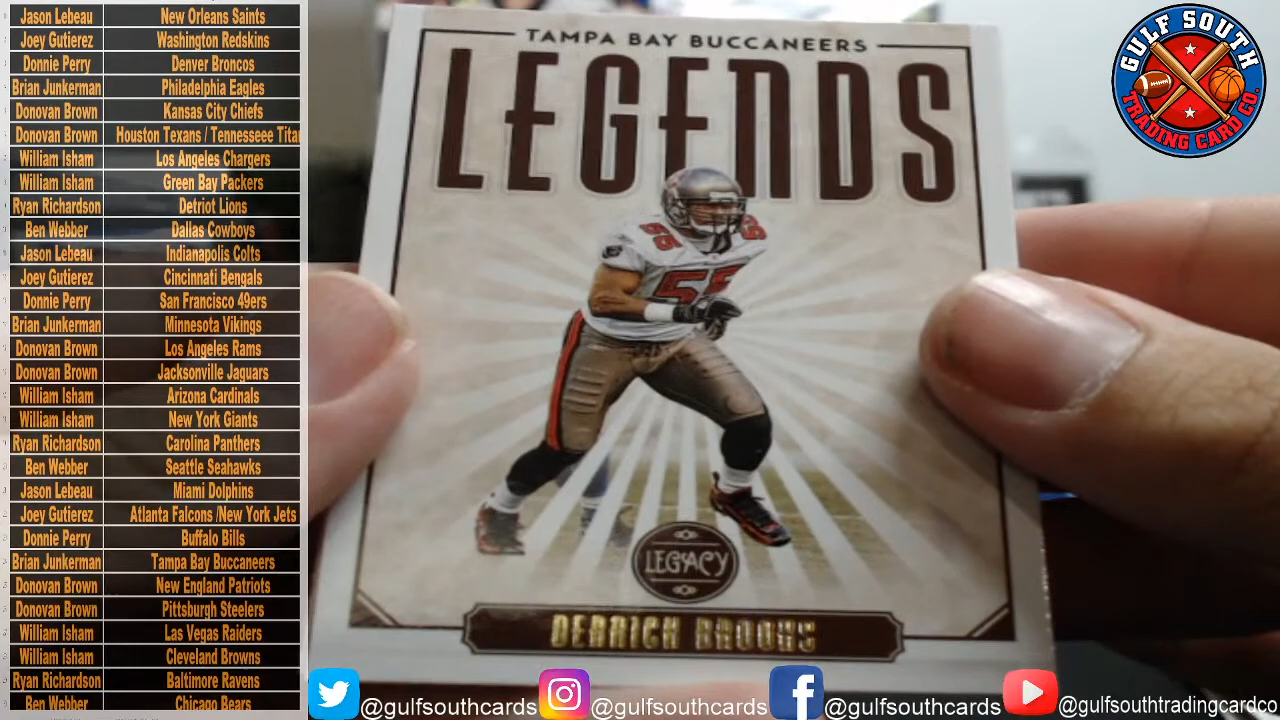 Jason Lebeau New Orleans Saints
Joey Gutierez Washington Redskins
Donnie Perry Denver Broncos
Brian Junkerman Philadelphia Eagles
Donovan Brown Kansas City Chiefs
Donovan Brown Houston Texans / Tennesseee Titan
William Isham Los Angeles Chargers
William Isham Green Bay Packers
Ryan Richardson Detriot Lions
Ben Webber Dallas Cowboys
Jason Lebeau Indianapolis Colts
Joey Gutierez Cincinnati Bengals
Donnie Perry San Francisco 49ers
Brian Junkerman Minnesota Vikings
Donovan Brown Los Angeles Rams
Donovan Brown Jacksonville Jaguars
William Isham Arizona Cardinals
William Isham New York Giants
Ryan Richardson Carolina Panthers
Ben Webber Seattle Seahawks
Jason Lebeau Miami Dolphins
Joey Gutierez Atlanta Falcons /New York Jets
Donnie Perry Buffalo Bills
Brian Junkerman Tampa Bay Buccaneers
Donovan Brown New England Patriots
Donovan Brown Pittsburgh Steelers
William Isham Las Vegas Raiders
William Isham Cleveland Browns
Ryan Richardson Baltimore Ravens
Ben Webber Chicago Bears
TAMPA BAY BUCCANEERS
LEGENDS
55
55
LEGACY
DERRICK BROOKS
GULF SOUTH
TRADING CARD CO.
@gulfsouthcards
@gulfsouthcards
@gulfsouthcards
@gulfsouthtradingcardco